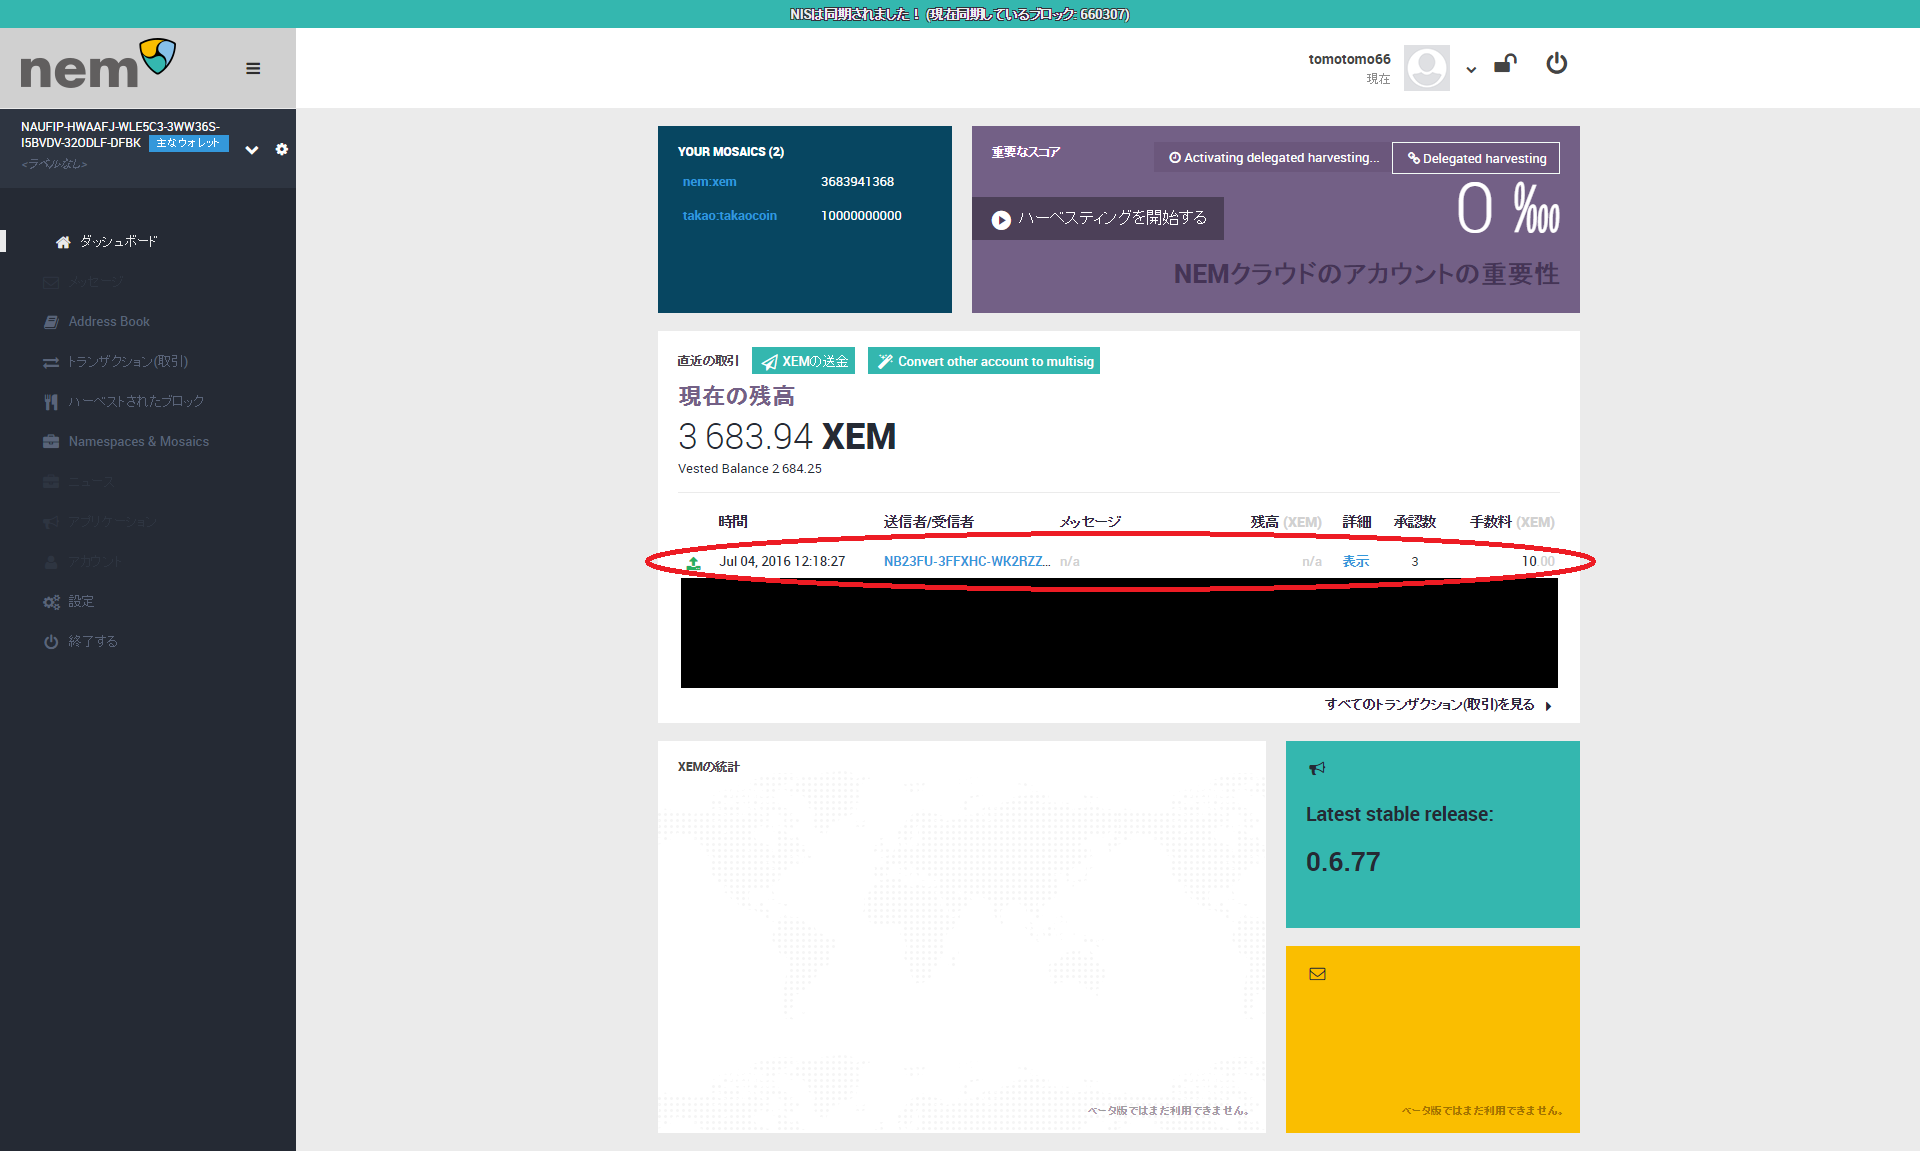 NISは同期されました！ (現在同期しているブロック: 660307)
nem
tomotomo66
現在
NAUFIP-HWAAFJ-WLE5C3-3WW36S-
I5BVDV-32ODLF-DFBK 主なウォレット
<ラベルなし>
ダッシュボード
メッセージ
Address Book
トランザクション(取引)
ハーベストされたブロック
Namespaces & Mosaics
ニュース
アプリケーション
アカウント
設定
終了する
YOUR MOSAICS (2)
nem:xem 3683941368
takao:takaocoin 10000000000
重要なスコア Activating delegated harvesting... Delegated harvesting
0 ‱
ハーベスティングを開始する
NEMクラウドのアカウントの重要性
直近の取引 XEMの送金 Convert other account to multisig
現在の残高
3 683.94 XEM
Vested Balance 2 684.25
時間 送信者/受信者 メッセージ 残高 (XEM) 詳細 承認数 手数料 (XEM)
Jul 04, 2016 12:18:27 NB23FU-3FFXHC-WK2RZZ... n/a n/a 表示 3 10.00
すべてのトランザクション(取引)を見る
XEMの統計
ベータ版ではまだ利用できません。
Latest stable release:
0.6.77
ベータ版ではまだ利用できません。